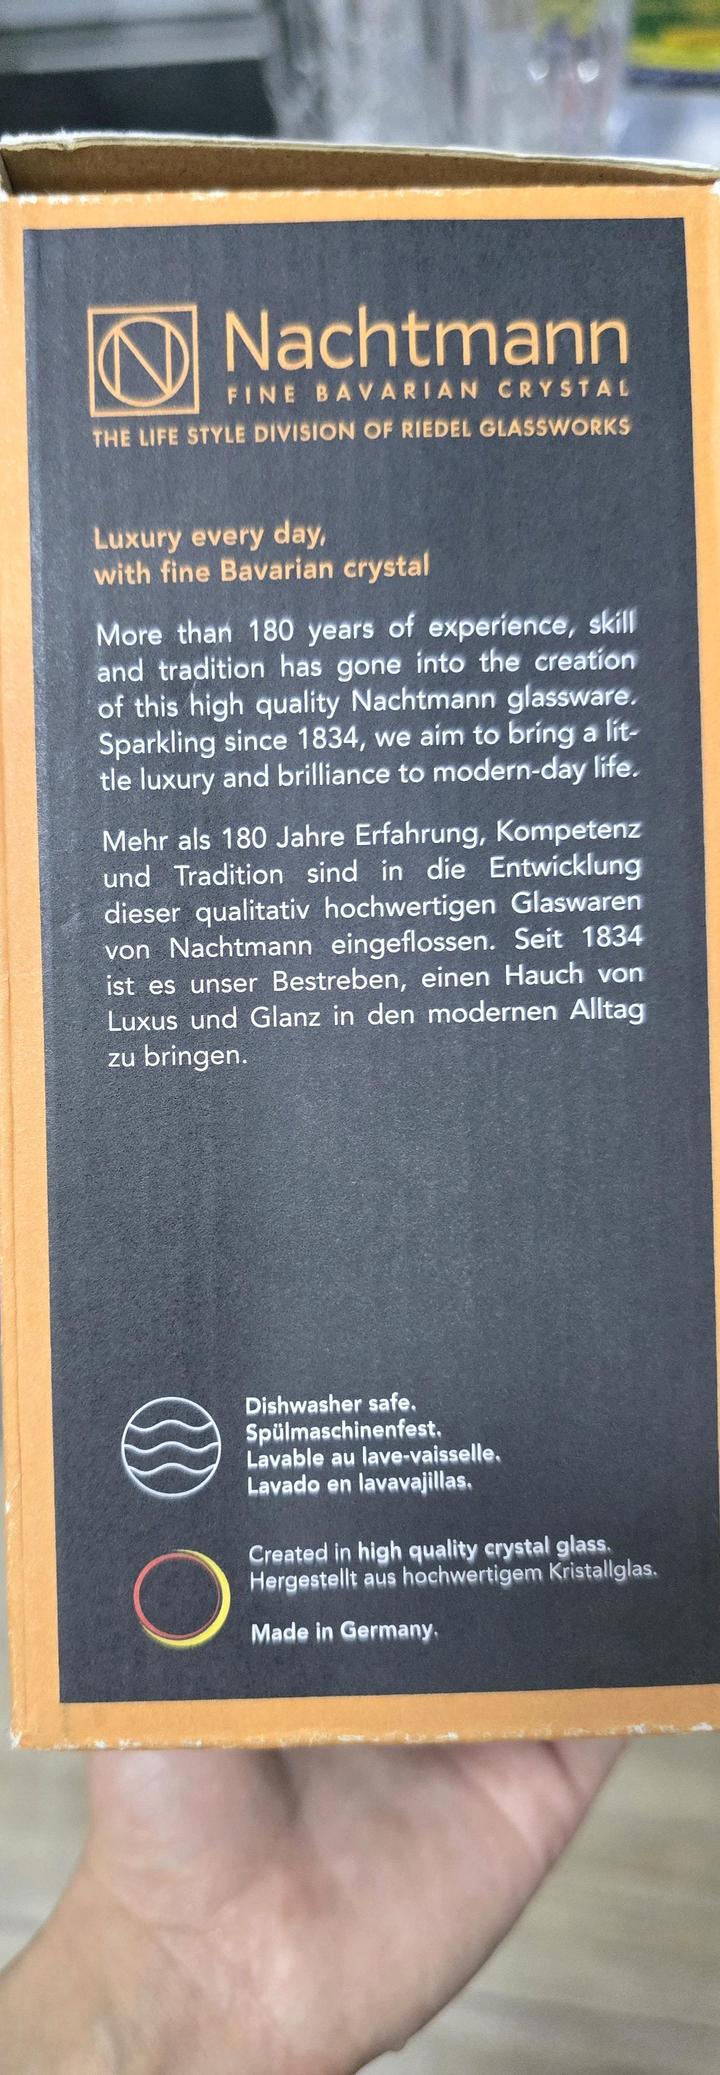 N Nachtmann
FINE BAVARIAN CRYSTAL
THE LIFE STYLE DIVISION OF RIEDEL GLASSWORKS
Luxury every day,
with fine Bavarian crystal
More than 180 years of experience, skill
and tradition has gone into the creation
of this high quality Nachtmann glassware.
Sparkling since 1834, we aim to bring a lit-
tle luxury and brilliance to modern-day life.
Mehr als 180 Jahre Erfahrung, Kompetenz
und Tradition sind in die Entwicklung
dieser qualitativ hochwertigen Glaswaren
von Nachtmann eingeflossen. Seit 1834
ist es unser Bestreben, einen Hauch von
Luxus und Glanz in den modernen Alltag
zu bringen.
Dishwasher safe.
Spülmaschinenfest.
Lavable au lave-vaisselle.
Lavado en lavavajillas.
Created in high quality crystal glass.
Hergestellt aus hochwertigem Kristallglas.
Made in Germany.